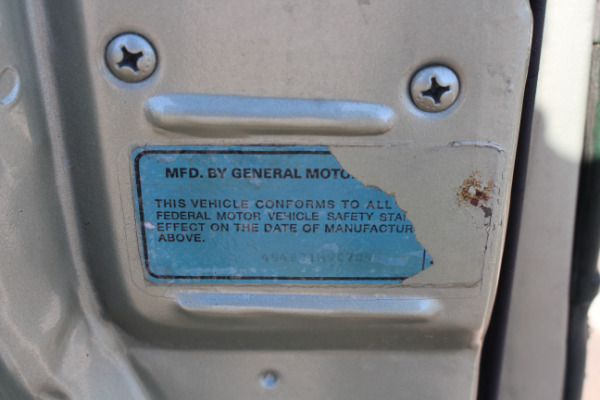 MFD. BY GENERAL MOTO
THIS VEHICLE CONFORMS TO ALL
FEDERAL MOTOR VEHICLE SAFETY STA
EFFECT ON THE DATE OF MANUFACTUR
ABOVE.